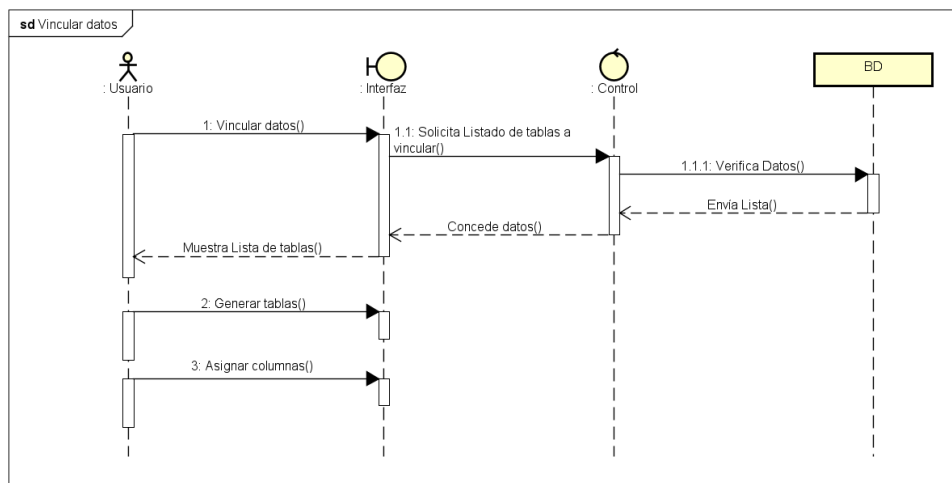 sd Vincular datos
: Usuario
: Interfaz
: Control
BD
1: Vincular datos()
1.1: Solicita Listado de tablas a
vincular()
1.1.1: Verifica Datos()
Envía Lista()
Concede datos()
Muestra Lista de tablas()
2: Generar tablas()
3: Asignar columnas()